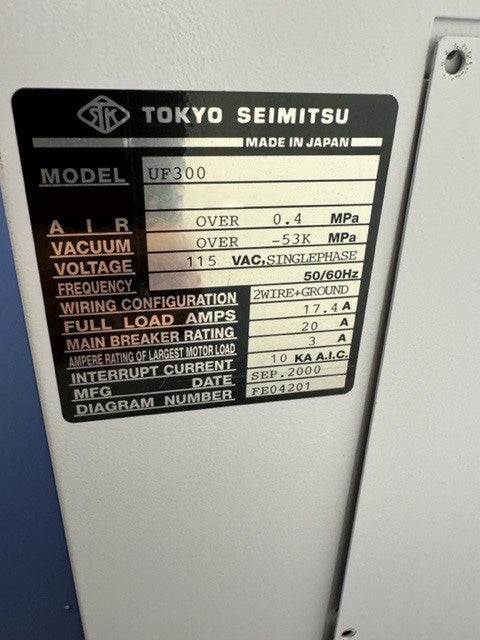 TSK TOKYO SEIMITSU
MADE IN JAPAN
MODEL UF300
AIR OVER 0.4 MPa
VACUUM OVER -53K MPa
VOLTAGE 115 VAC,SINGLEPHASE
FREQUENCY 50/60Hz
WIRING CONFIGURATION 2WIRE+GROUND
FULL LOAD AMPS 17.4 A
MAIN BREAKER RATING 20 A
AMPERE RATING OF LARGEST MOTOR LOAD 3 A
INTERRUPT CURRENT 10 KA A.I.C.
MFG DATE SEP.2000
DIAGRAM NUMBER FE04201